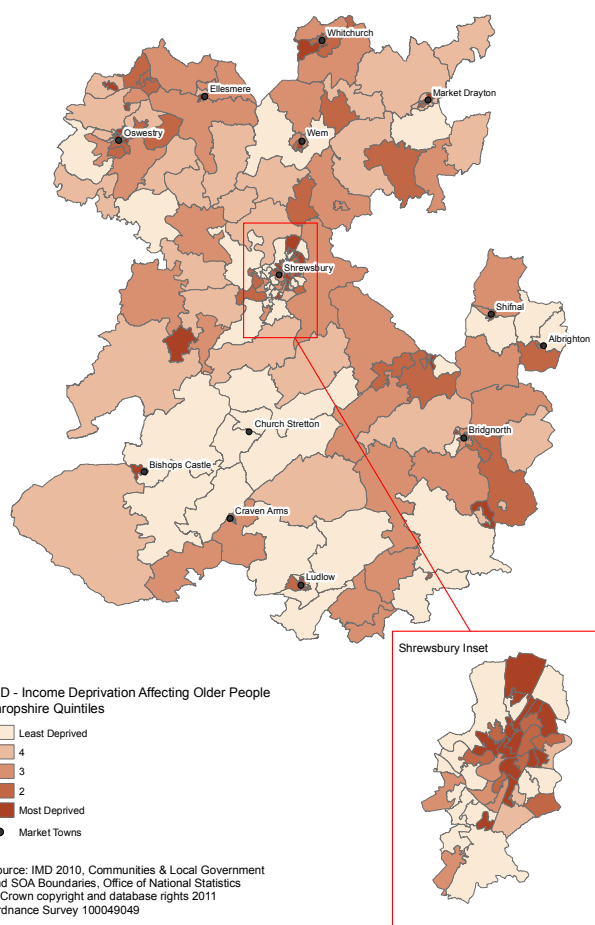 Whitchurch
Ellesmere
Market Drayton
Oswestry
Wem
Shrewsbury
Shifnal
Albrighton
Church Stretton
Bridgnorth
Bishops Castle
Craven Arms
Ludlow
Shrewsbury Inset
D - Income Deprivation Affecting Older People
ropshire Quintiles
Least Deprived
4
3
2
Most Deprived
Market Towns
ource: IMD 2010, Communities & Local Government
nd SOA Boundaries, Office of National Statistics
Crown copyright and database rights 2011
rdnance Survey 100049049